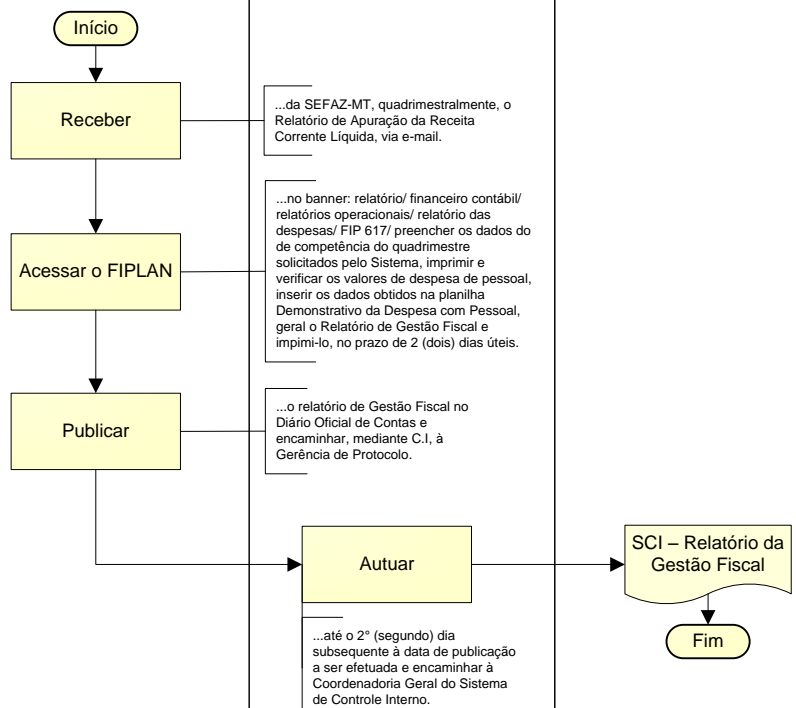 Início
Receber
...da SEFAZ-MT, quadrimestralmente, o
Relatório de Apuração da Receita
Corrente Líquida, via e-mail.
Acessar o FIPLAN
...no banner: relatório/ financeiro contábil/
relatórios operacionais/ relatório das
despesas/ FIP 617/ preencher os dados do
de competência do quadrimestre
solicitados pelo Sistema, imprimir e
verificar os valores de despesa de pessoal,
inserir os dados obtidos na planilha
Demonstrativo da Despesa com Pessoal,
geral o Relatório de Gestão Fiscal e
impimi-lo, no prazo de 2 (dois) dias úteis.
Publicar
...o relatório de Gestão Fiscal no
Diário Oficial de Contas e
encaminhar, mediante C.I, à
Gerência de Protocolo.
Autuar
...até o 2° (segundo) dia
subsequente à data de publicação
a ser efetuada e encaminhar à
Coordenadoria Geral do Sistema
de Controle Interno.
SCI – Relatório da
Gestão Fiscal
Fim